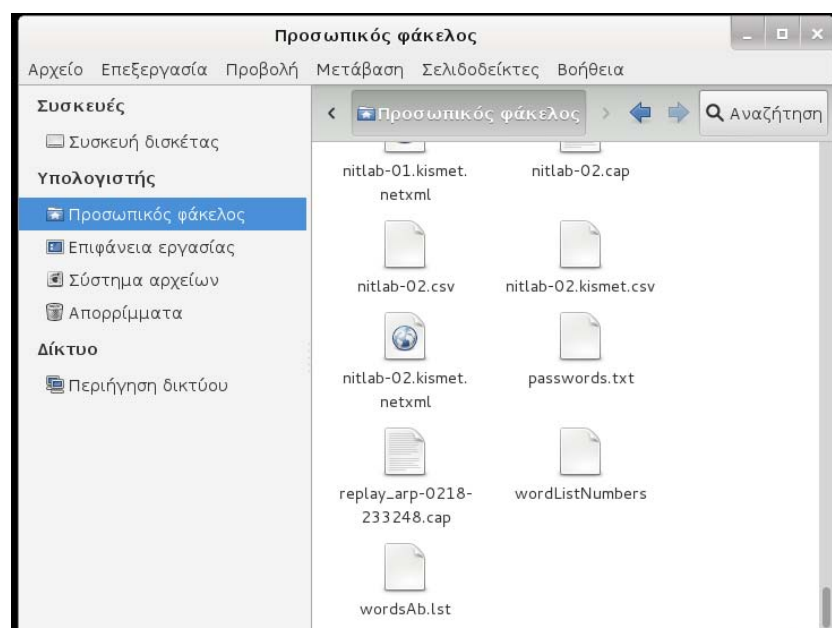 Προσωπικός φάκελος
Αρχείο Επεξεργασία Προβολή Μετάβαση Σελιδοδείκτες Βοήθεια
Συσκευές
Συσκευή δισκέτας
Υπολογιστής
Προσωπικός φάκελος
Επιφάνεια εργασίας
Σύστημα αρχείων
Απορρίμματα
Δίκτυο
Περιήγηση δικτύου
Προσωπικός φάκελος
Αναζήτηση
nitlab-01.kismet.
netxml
nitlab-02.cap
nitlab-02.csv
nitlab-02.kismet.csv
nitlab-02.kismet.
netxml
passwords.txt
replay_arp-0218-
233248.cap
wordListNumbers
wordsAb.lst